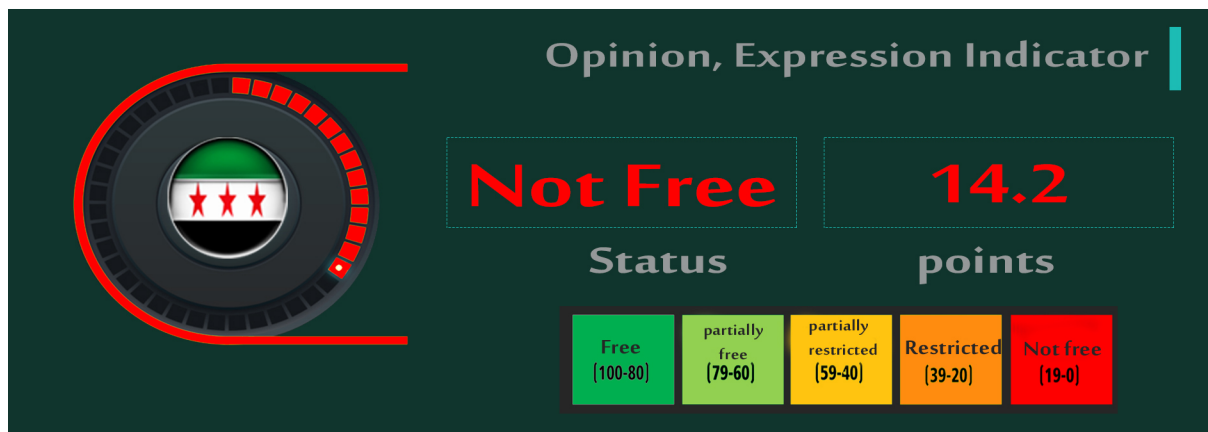 Opinion, Expression Indicator
Not Free
14.2
Status
points
Free
(100-80)
partially
free
(79-60)
partially
restricted
(59-40)
Restricted
(39-20)
Not free
(19-0)